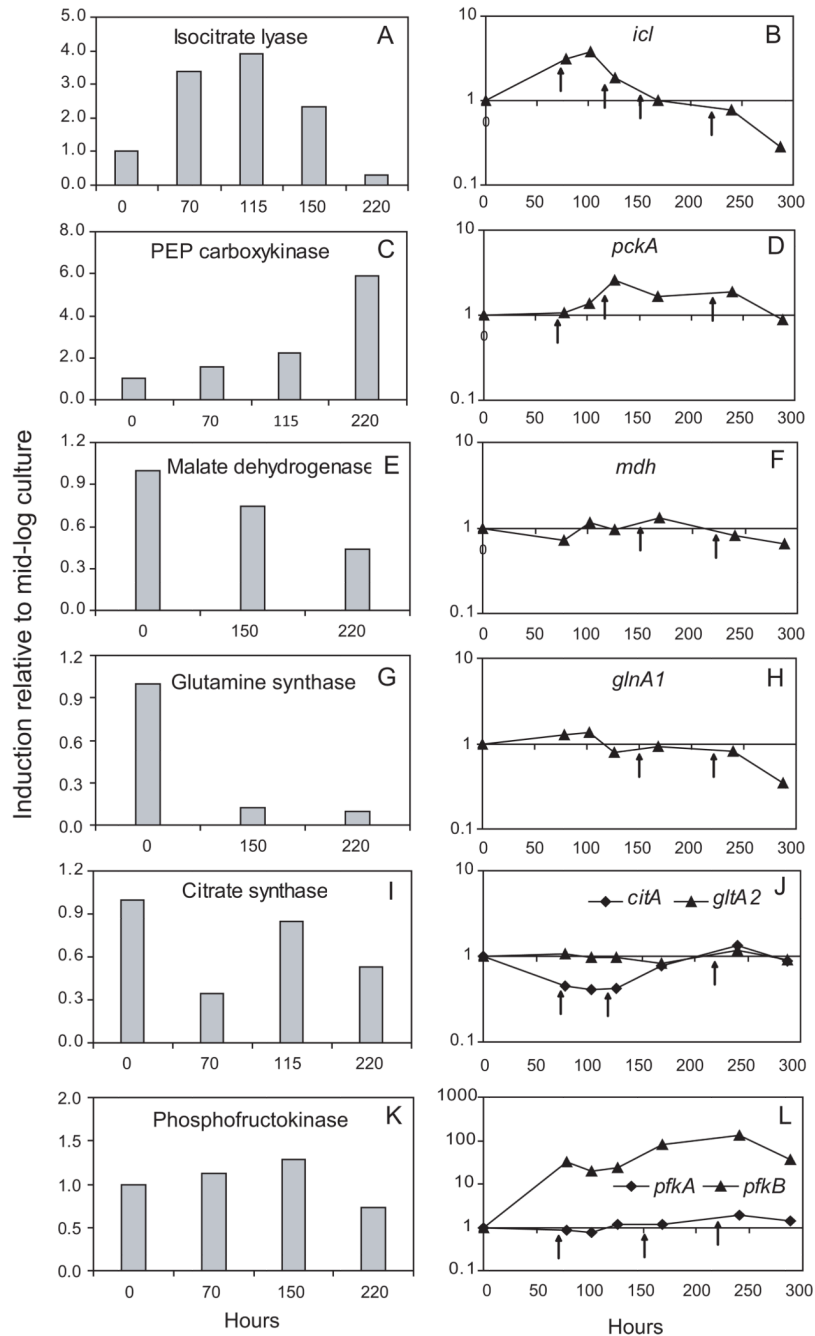 Induction relative to mid-log culture
Isocitrate lyase A
5.0
4.0
3.0
2.0
1.0
0.0
0 70 115 150 220
icl B
10
1
0.1
0
0 50 100 150 200 250 300
PEP carboxykinase C
8.0
6.0
4.0
2.0
0.0
0 70 115 220
pckA D
10
1
0.1
0
0 50 100 150 200 250 300
Malate dehydrogenase E
1.2
0.9
0.6
0.3
0.0
0 150 220
mdh F
10
1
0.1
0
0 50 100 150 200 250 300
Glutamine synthase G
1.2
0.9
0.6
0.3
0.0
0 150 220
glnA1 H
10
1
0.1
0 50 100 150 200 250 300
Citrate synthase I
1.2
0.9
0.6
0.3
0.0
0 70 115 220
J
citA gltA2
10
1
0.1
0 50 100 150 200 250 300
Phosphofructokinase K
2.0
1.5
1.0
0.5
0.0
0 70 150 220
Hours
L
1000
100
10
1
0.1
pfkA pfkB
0 50 100 150 200 250 300
Hours